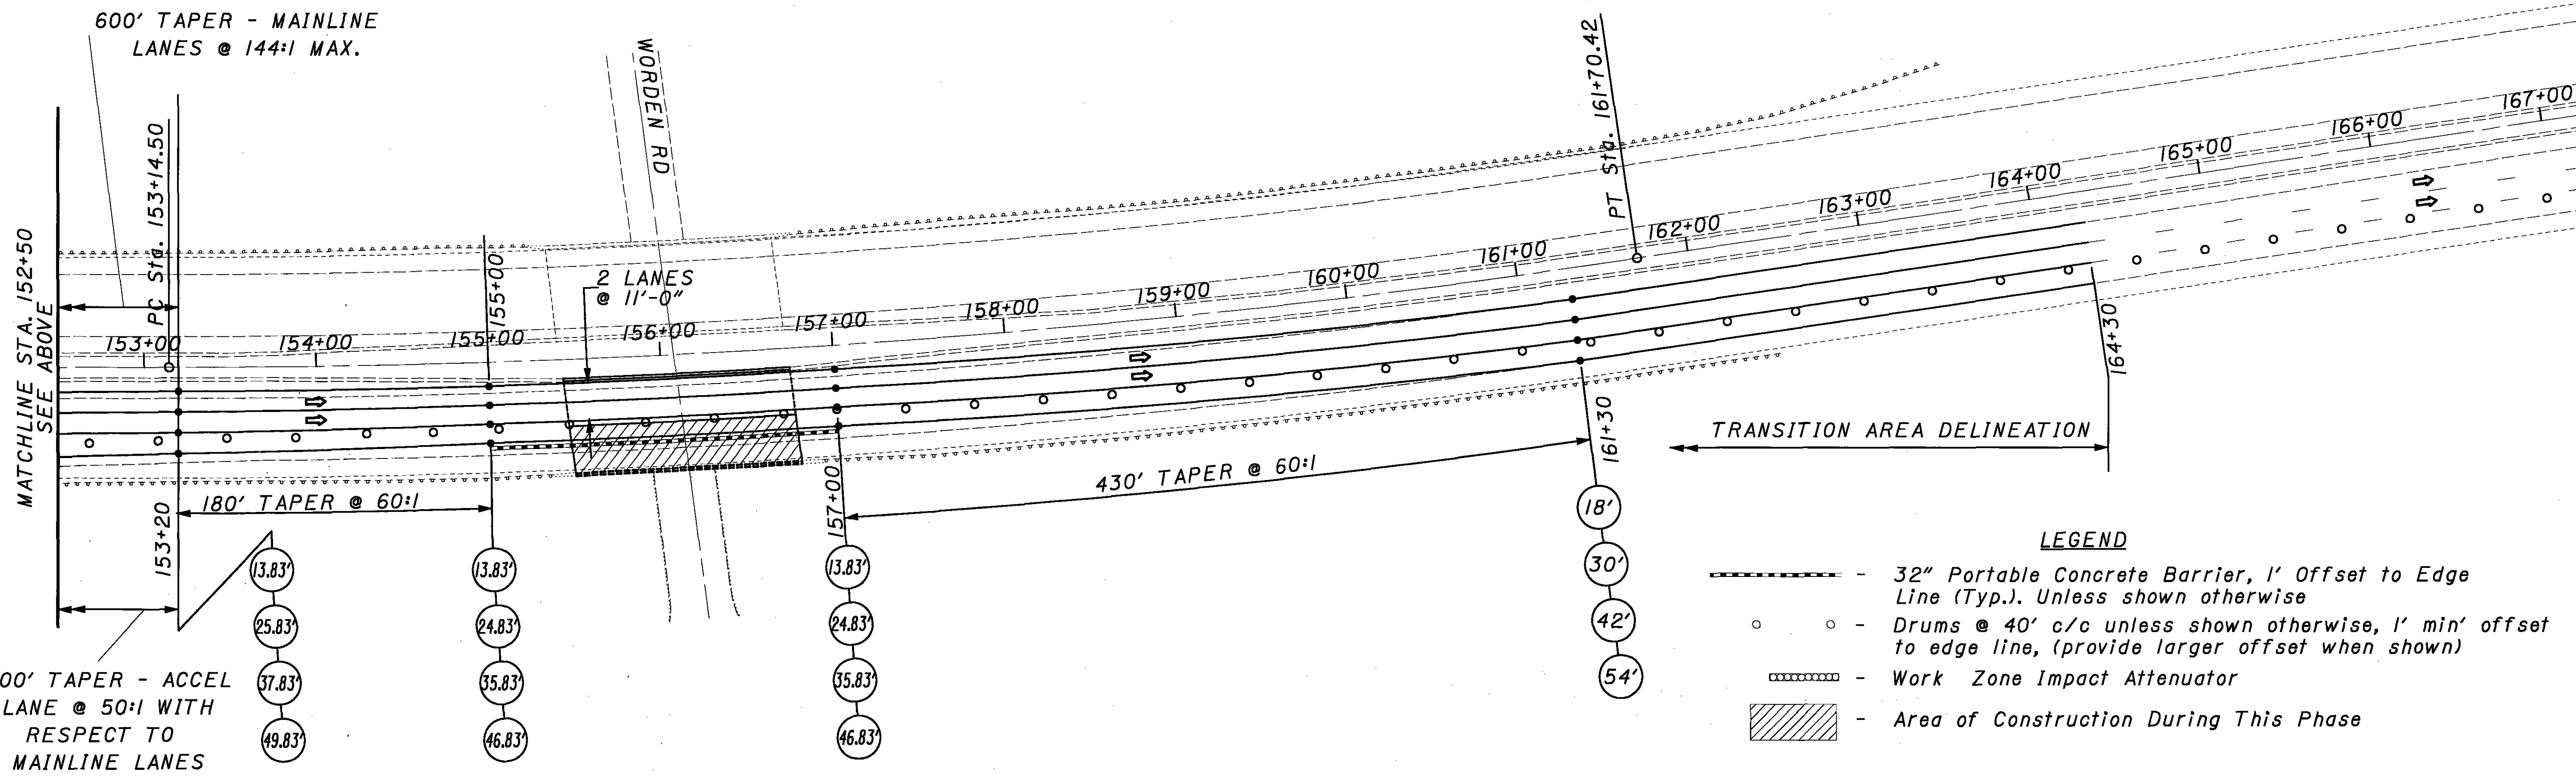 600' TAPER - MAINLINE
LANES @ 144:1 MAX.
WORDEN RD
PT Sta. 161+70.42
MATCHLINE STA. 152+50
SEE ABOVE
PC Sta. 153+14.50
155+00
2 LANES
@ 11'-0"
153+00
154+00
155+00
156+00
157+00
158+00
159+00
160+00
161+00
162+00
163+00
164+00
165+00
166+00
167+00
153+20
180' TAPER @ 60:1
157+00
430' TAPER @ 60:1
161+30
TRANSITION AREA DELINEATION
164+30
13.83'
25.83'
37.83'
49.83'
13.83'
24.83'
35.83'
46.83'
13.83'
24.83'
35.83'
46.83'
18'
30'
42'
54'
00' TAPER - ACCEL
LANE @ 50:1 WITH
RESPECT TO
MAINLINE LANES
LEGEND
- 32" Portable Concrete Barrier, 1' Offset to Edge
Line (Typ.). Unless shown otherwise
- Drums @ 40' c/c unless shown otherwise, 1' min' offset
to edge line, (provide larger offset when shown)
- Work Zone Impact Attenuator
- Area of Construction During This Phase